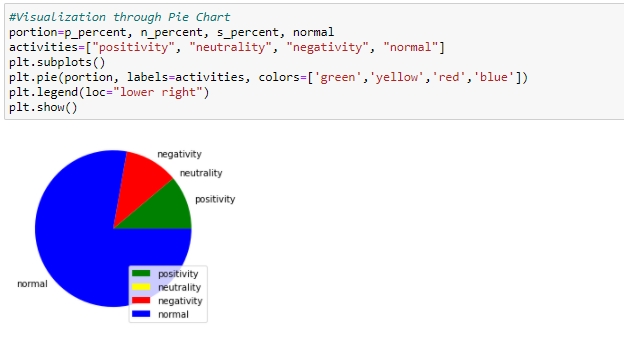 #Visualization through Pie Chart
portion=p_percent, n_percent, s_percent, normal
activities=["positivity", "neutrality", "negativity", "normal"]
plt.subplots()
plt.pie(portion, labels=activities, colors=['green','yellow','red','blue'])
plt.legend(loc="lower right")
plt.show()
negativity
neutrality
positivity
normal
positivity
neutrality
negativity
normal